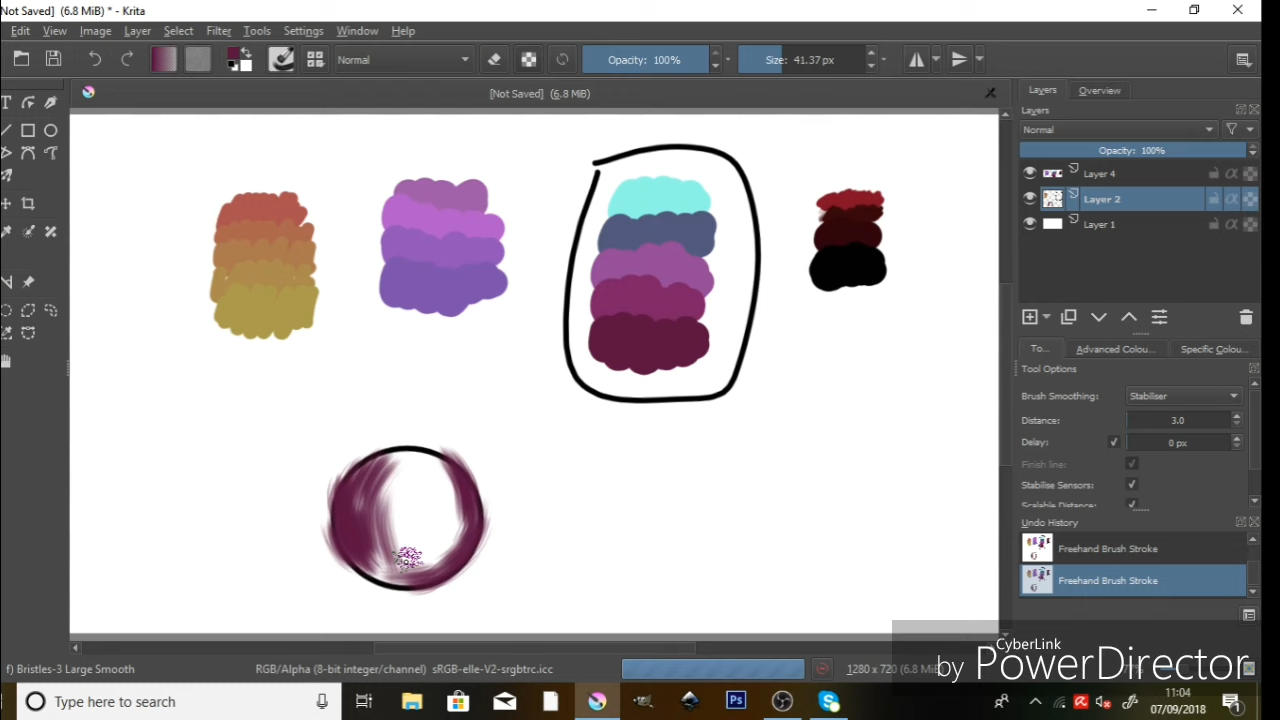 Not Saved] (6.8 MiB) * - Krita
Edit View Image Layer Select Filter Tools Settings Window Help
Normal
Opacity: 100%
Size: 41.37 px
[Not Saved] (6.8 MiB)
Layers Overview
Layers
Normal
Opacity: 100%
Layer 4
Layer 2
Layer 1
To... Advanced Colou... Specific Colou...
Tool Options
Brush Smoothing: Stabiliser
Distance: 3.0
Delay: 0 px
Finish line:
Stabilise Sensors:
Scalable Distance:
Undo History
Freehand Brush Stroke
Freehand Brush Stroke
f) Bristles-3 Large Smooth
RGB/Alpha (8-bit integer/channel) sRGB-elle-V2-srgbtrc.icc
1280 x 720 (6.8 MiB)
CyberLink
by PowerDirector
Type here to search
Ps
11:04
07/09/2018
1